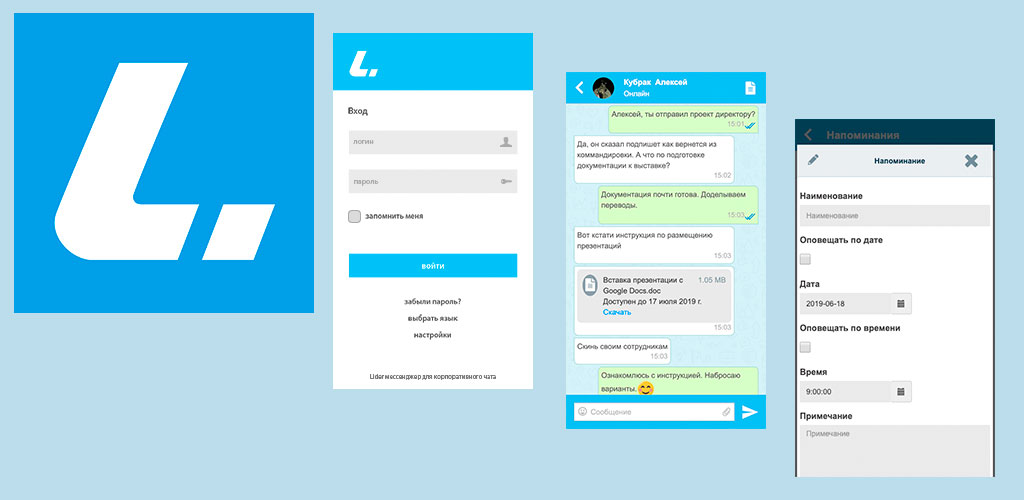 L.
L.
Вход
логин
пароль
запомнить меня
войти
забыли пароль?
выбрать язык
настройки
Lider мессенджер для корпоративного чата
Кубрак Алексей
Онлайн
Алексей, ты отправил проект директору?
15:01
Да, он сказал подпишет как вернется из
коммандировки. А что по подготовке
документации к выставке?
15:02
Документация почти готова. Доделываем
переводы.
15:03
Вот кстати инструкция по размещению
презентаций
15:03
Вставка презентации с 1.05 MB
Google Docs.doc
Доступен до 17 июля 2019 г.
Скачать
15:03
Скинь своим сотрудникам
15:03
Ознакомлюсь с инструкцией. Набросаю
варианты.
Сообщение
Напоминания
Напоминание
Наименование
Наименование
Оповещать по дате
Дата
2019-06-18
Оповещать по времени
Время
9:00:00
Примечание
Примечание